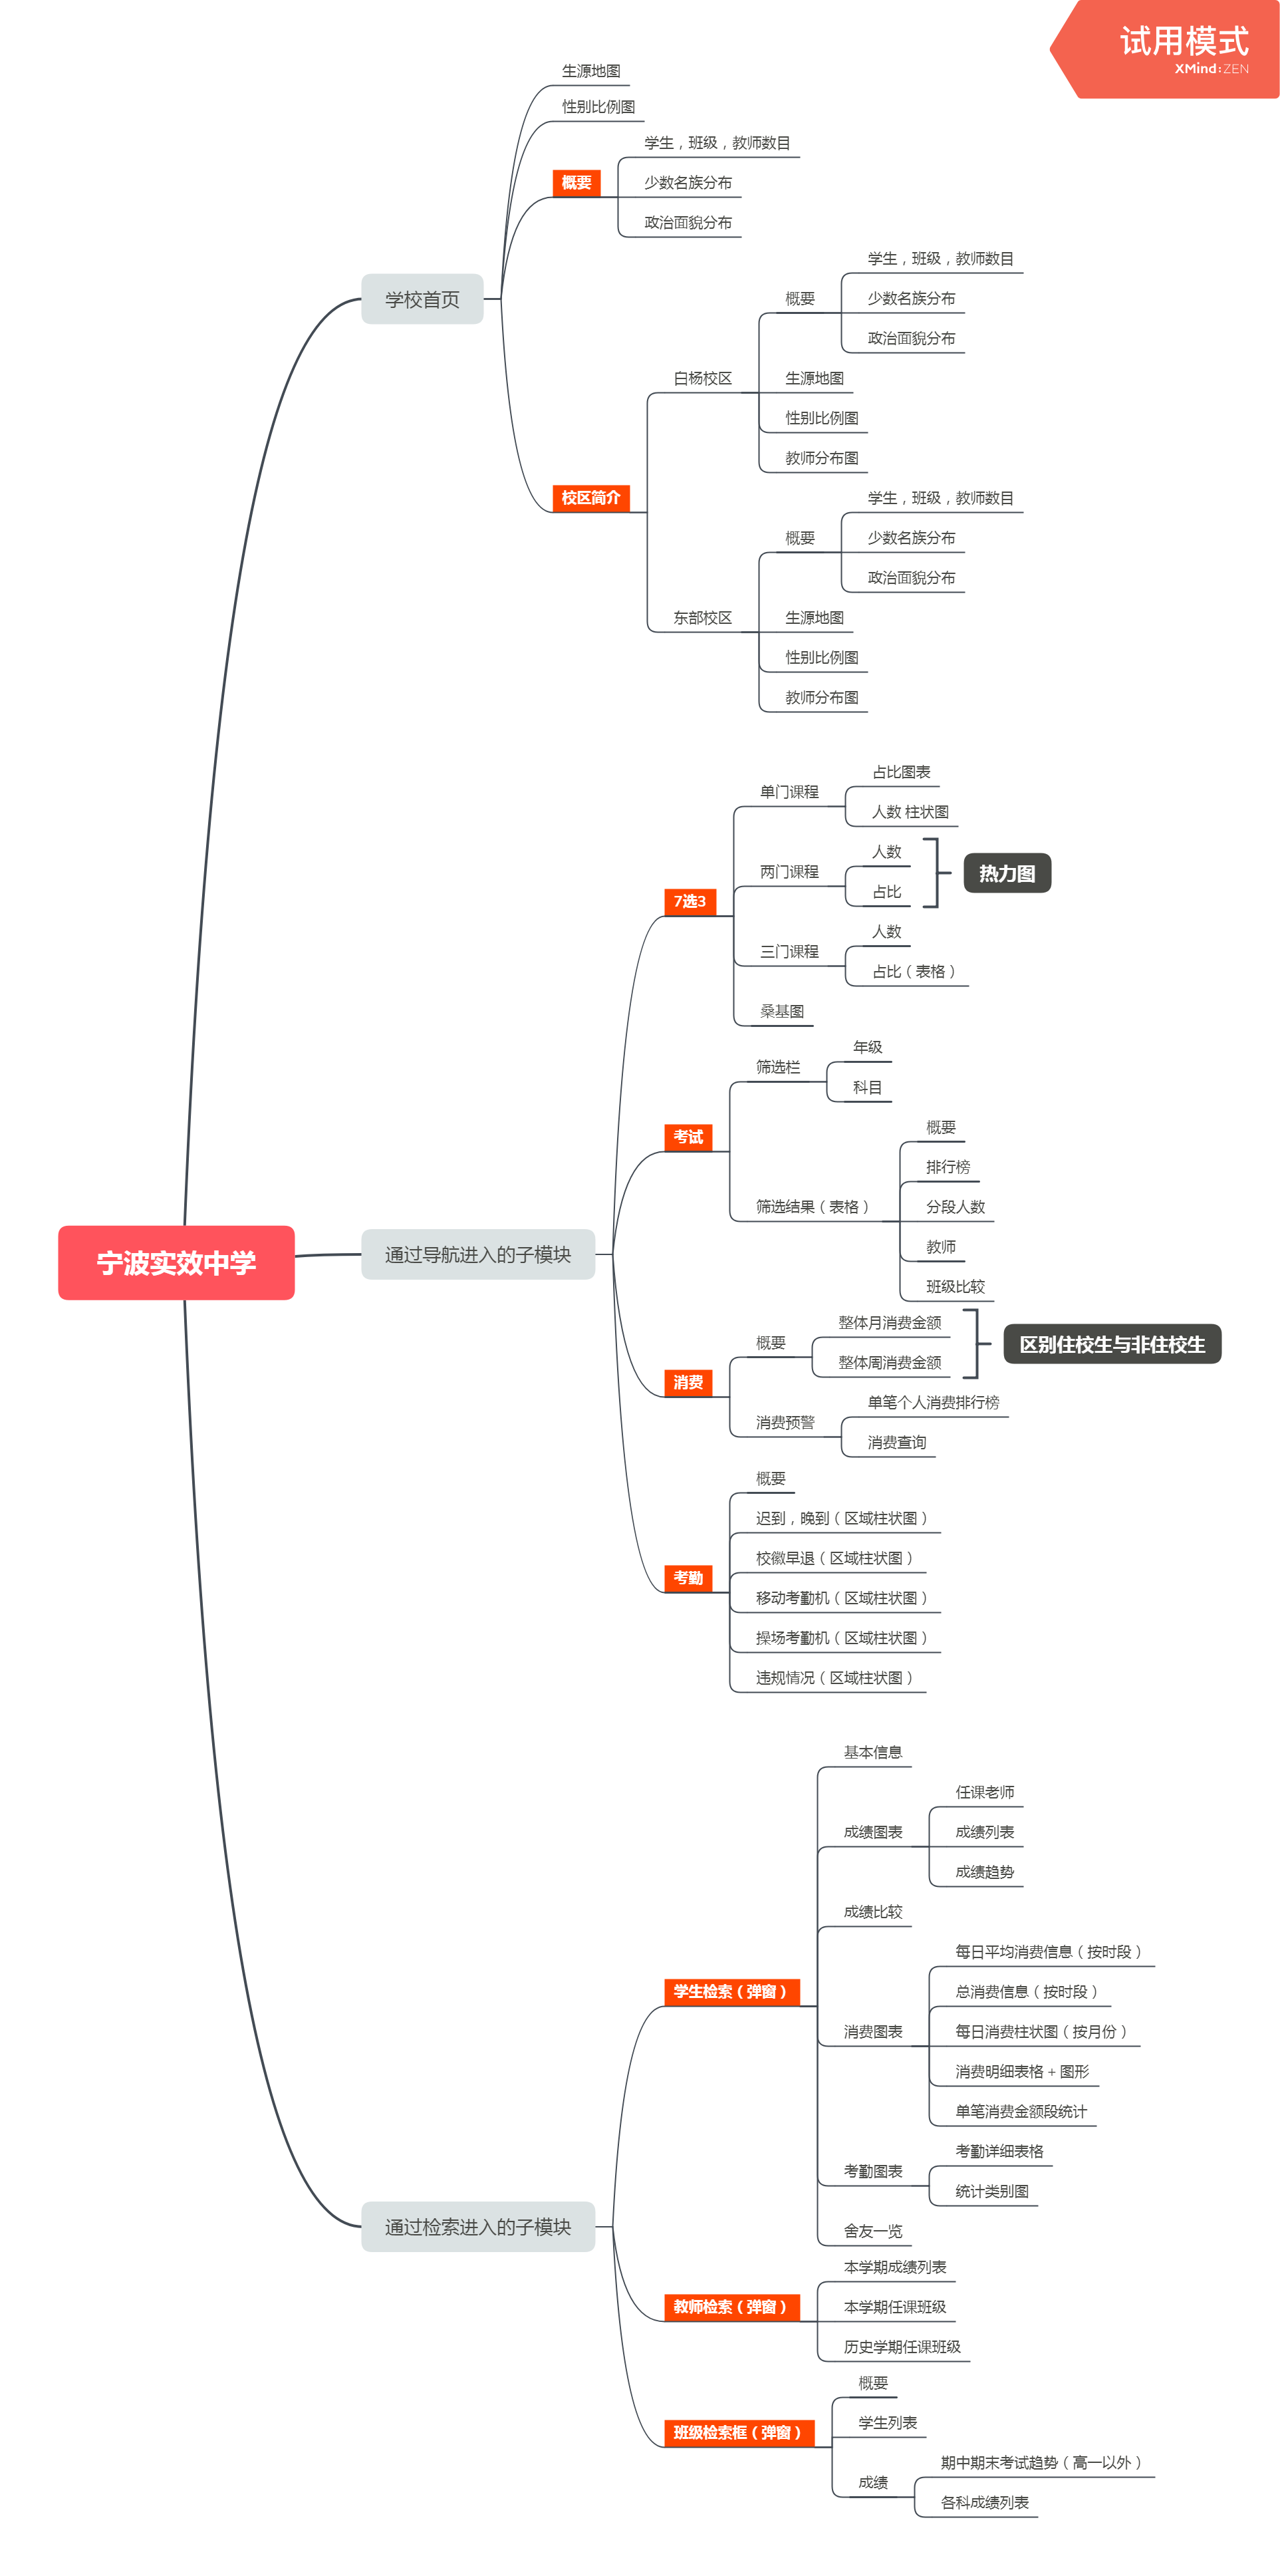 试用模式
XMind:ZEN
宁波实效中学
学校首页
生源地图
性别比例图
概要
学生，班级，教师数目
少数名族分布
政治面貌分布
校区简介
白杨校区
概要
学生，班级，教师数目
少数名族分布
政治面貌分布
生源地图
性别比例图
教师分布图
东部校区
概要
学生，班级，教师数目
少数名族分布
政治面貌分布
生源地图
性别比例图
教师分布图
通过导航进入的子模块
7选3
单门课程
占比图表
人数 柱状图
两门课程
人数
占比
热力图
三门课程
人数
占比（表格）
桑基图
考试
筛选栏
年级
科目
筛选结果（表格）
概要
排行榜
分段人数
教师
班级比较
消费
概要
整体月消费金额
整体周消费金额
区别住校生与非住校生
消费预警
单笔个人消费排行榜
消费查询
考勤
概要
迟到，晚到（区域柱状图）
校徽早退（区域柱状图）
移动考勤机（区域柱状图）
操场考勤机（区域柱状图）
违规情况（区域柱状图）
通过检索进入的子模块
学生检索（弹窗）
基本信息
成绩图表
任课老师
成绩列表
成绩趋势
成绩比较
消费图表
每日平均消费信息（按时段）
总消费信息（按时段）
每日消费柱状图（按月份）
消费明细表格 + 图形
单笔消费金额段统计
考勤图表
考勤详细表格
统计类别图
舍友一览
教师检索（弹窗）
本学期成绩列表
本学期任课班级
历史学期任课班级
班级检索框（弹窗）
概要
学生列表
成绩
期中期末考试趋势（高一以外）
各科成绩列表